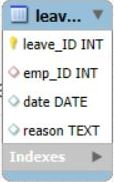 leav...
leave_ID INT
emp_ID INT
date DATE
reason TEXT
Indexes